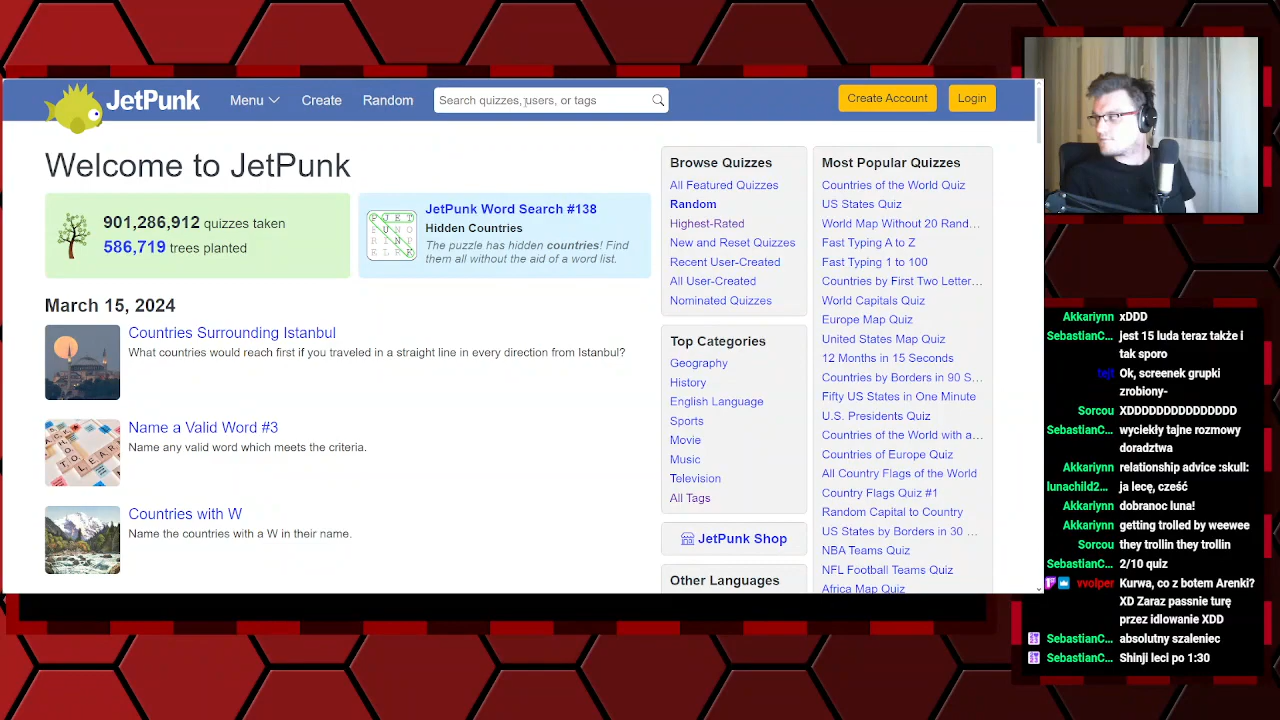 JetPunk
Menu
Create
Random
Search quizzes, users, or tags
Create Account
Login
Welcome to JetPunk
901,286,912 quizzes taken
586,719 trees planted
JetPunk Word Search #138
Hidden Countries
The puzzle has hidden countries! Find
them all without the aid of a word list.
March 15, 2024
Countries Surrounding Istanbul
What countries would reach first if you traveled in a straight line in every direction from Istanbul?
Name a Valid Word #3
Name any valid word which meets the criteria.
Countries with W
Name the countries with a W in their name.
Browse Quizzes
All Featured Quizzes
Random
Highest-Rated
New and Reset Quizzes
Recent User-Created
All User-Created
Nominated Quizzes
Top Categories
Geography
History
English Language
Sports
Movie
Music
Television
All Tags
JetPunk Shop
Other Languages
Most Popular Quizzes
Countries of the World Quiz
US States Quiz
World Map Without 20 Rand...
Fast Typing A to Z
Fast Typing 1 to 100
Countries by First Two Letter...
World Capitals Quiz
Europe Map Quiz
United States Map Quiz
12 Months in 15 Seconds
Countries by Borders in 90 S...
Fifty US States in One Minute
U.S. Presidents Quiz
Countries of the World with a...
Countries of Europe Quiz
All Country Flags of the World
Country Flags Quiz #1
Random Capital to Country
US States by Borders in 30 ...
NBA Teams Quiz
NFL Football Teams Quiz
Africa Map Quiz
Akkariynn xDDD
SebastianC... jest 15 luda teraz także i
tak sporo
tejt Ok, screenek grupki
zrobiony-
Sorcou XDDDDDDDDDDDDDDD
SebastianC... wyciekły tajne rozmowy
doradztwa
Akkariynn relationship advice :skull:
lunachild2... ja lecę, cześć
Akkariynn dobranoc luna!
Akkariynn getting trolled by weewee
Sorcou they trollin they trollin
SebastianC... 2/10 quiz
vvolper Kurwa, co z botem Arenki?
XD Zaraz passnie turę
przez idlowanie XDD
SebastianC... absolutny szaleniec
SebastianC... Shinji leci po 1:30